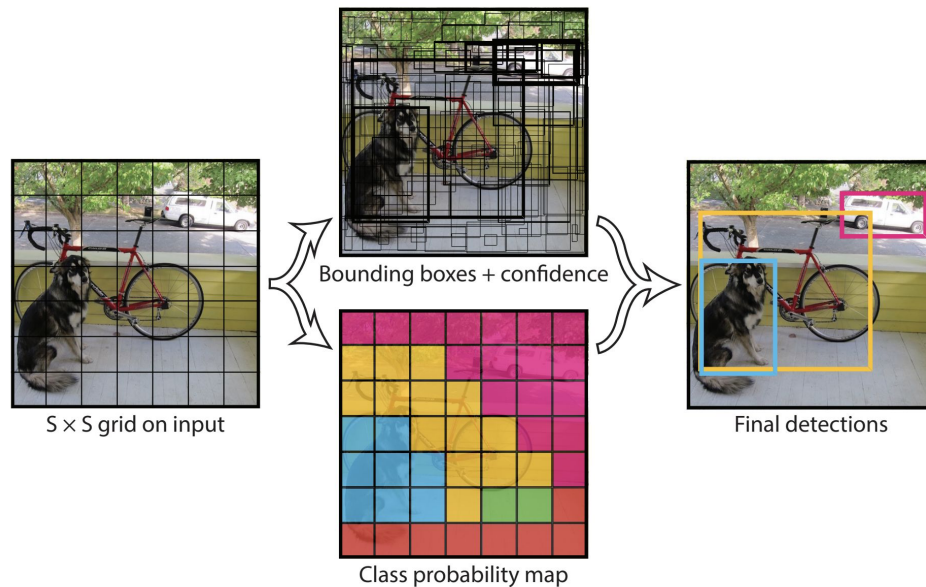 S × S grid on input
Bounding boxes + confidence
Class probability map
Final detections